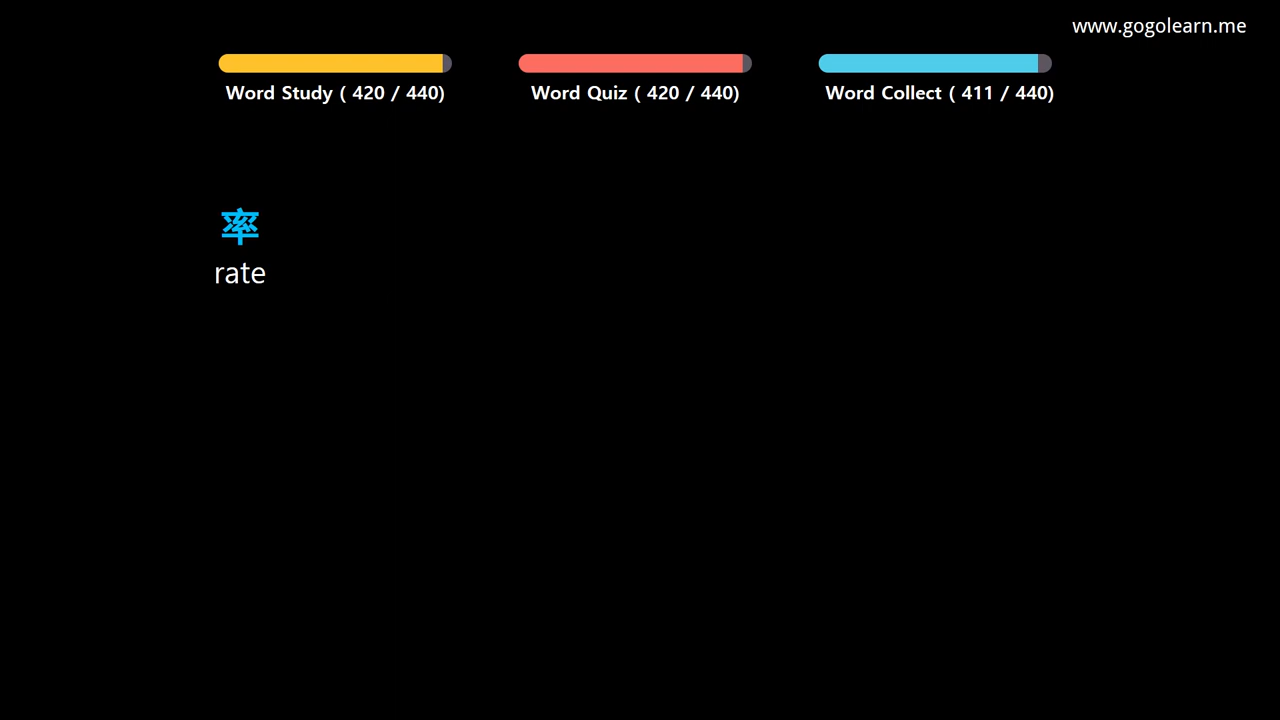 www.gogolearn.me
Word Study ( 420 / 440)
Word Quiz ( 420 / 440)
Word Collect ( 411 / 440)
率
rate